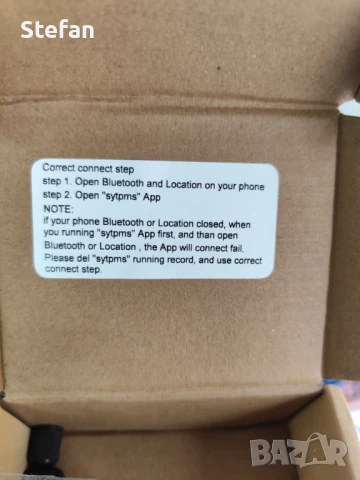 Stefan
Correct connect step
step 1. Open Bluetooth and Location on your phone
step 2. Open "sytpms" App
NOTE:
if your phone Bluetooth or Location closed, when
you running "sytpms" App first, and than open
Bluetooth or Location , the App will connect fail,
Please del "sytpms" running record, and use correct
connect step.
BAZAR